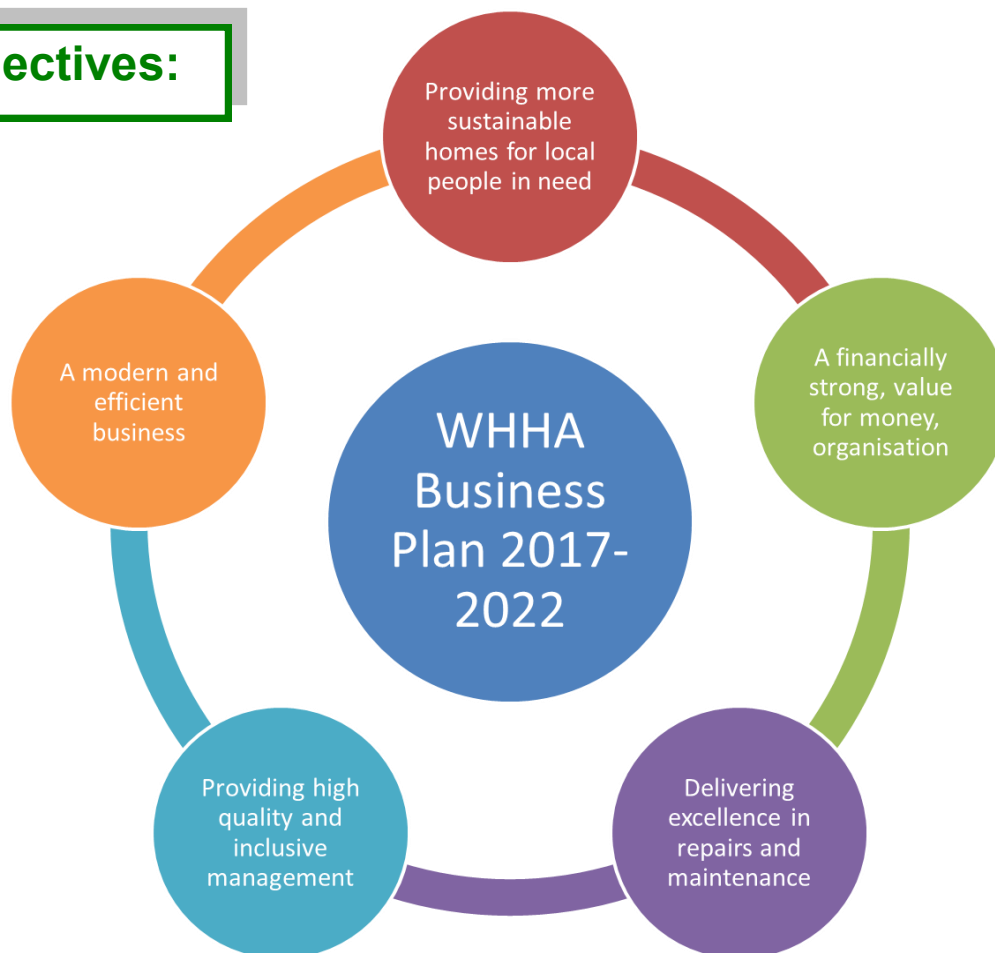 ectives:
Providing more
sustainable
homes for local
people in need
A financially
strong, value
for money,
organisation
Delivering
excellence in
repairs and
maintenance
Providing high
quality and
inclusive
management
A modern and
efficient
business
WHHA
Business
Plan 2017-
2022